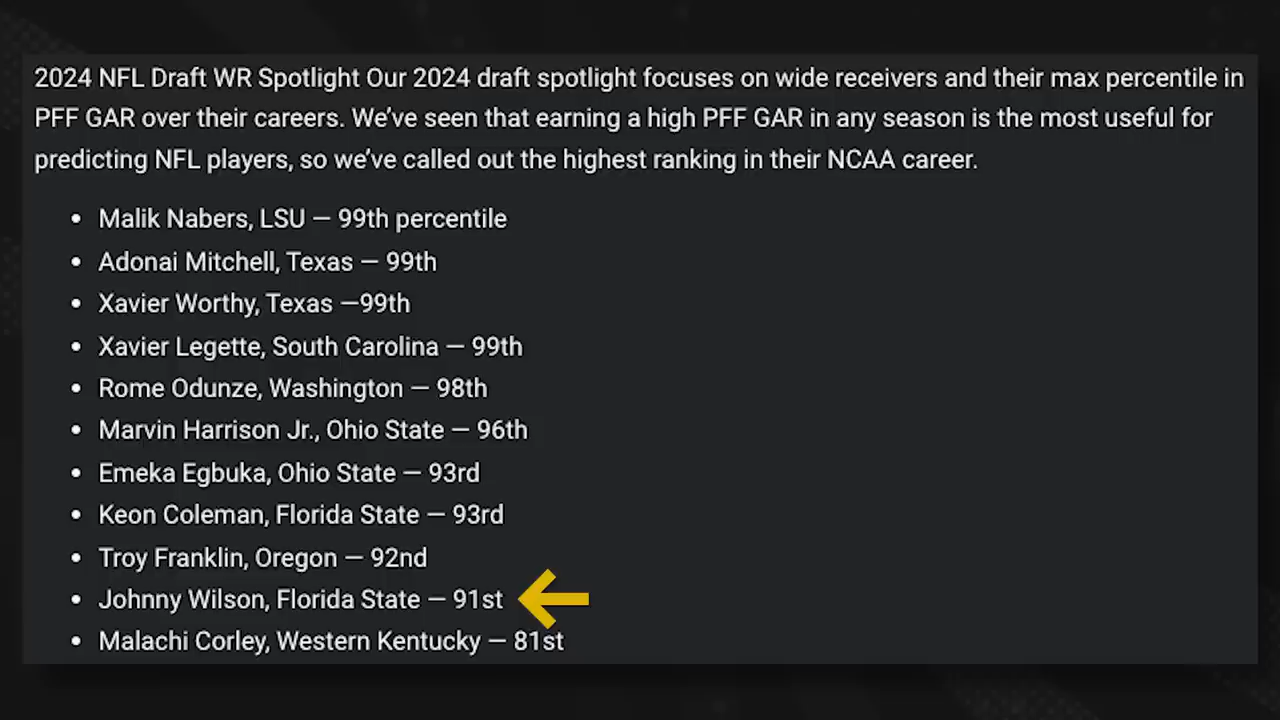 2024 NFL Draft WR Spotlight Our 2024 draft spotlight focuses on wide receivers and their max percentile in
PFF GAR over their careers. We’ve seen that earning a high PFF GAR in any season is the most useful for
predicting NFL players, so we’ve called out the highest ranking in their NCAA career.
• Malik Nabers, LSU — 99th percentile
• Adonai Mitchell, Texas — 99th
• Xavier Worthy, Texas —99th
• Xavier Legette, South Carolina — 99th
• Rome Odunze, Washington — 98th
• Marvin Harrison Jr., Ohio State — 96th
• Emeka Egbuka, Ohio State — 93rd
• Keon Coleman, Florida State — 93rd
• Troy Franklin, Oregon — 92nd
• Johnny Wilson, Florida State — 91st
• Malachi Corley, Western Kentucky — 81st